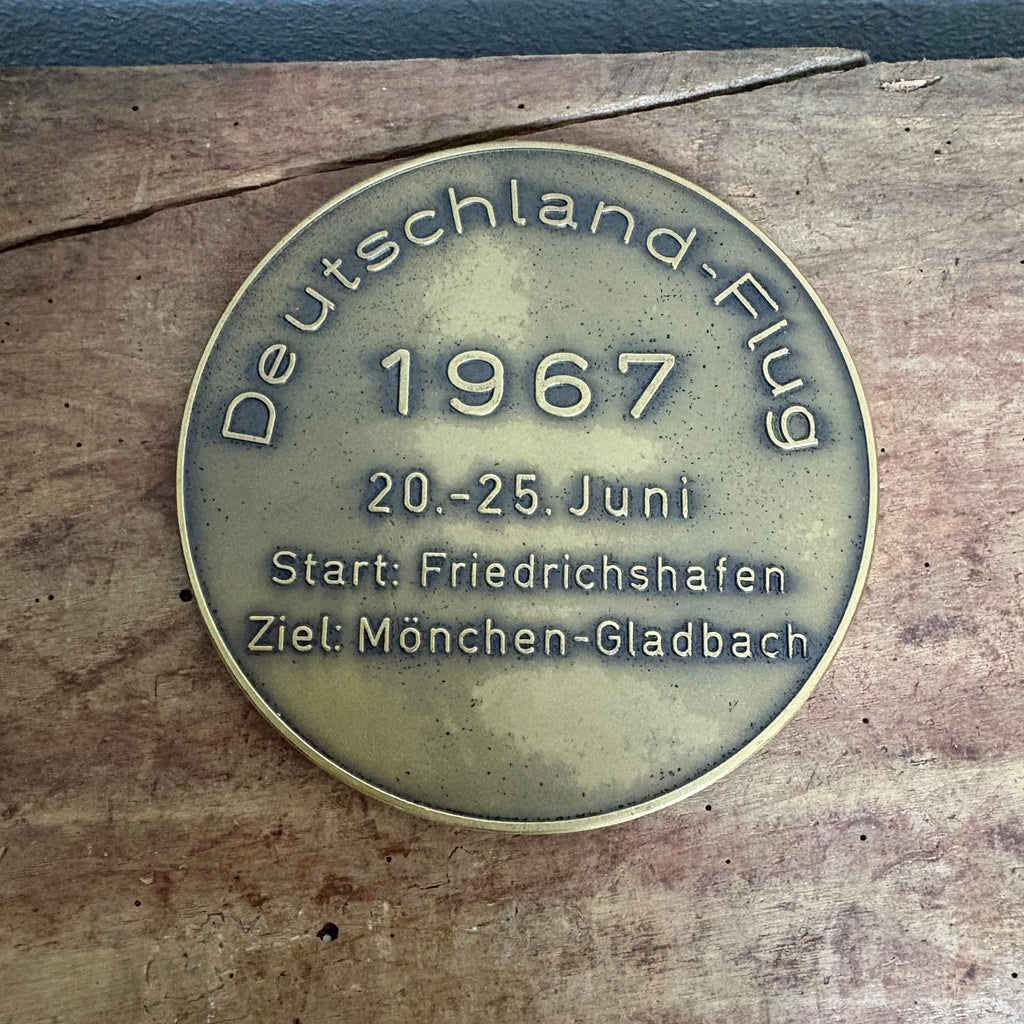 Deutschland-Flug
1967
20.-25. Juni
Start: Friedrichshafen
Ziel: Mönchen-Gladbach